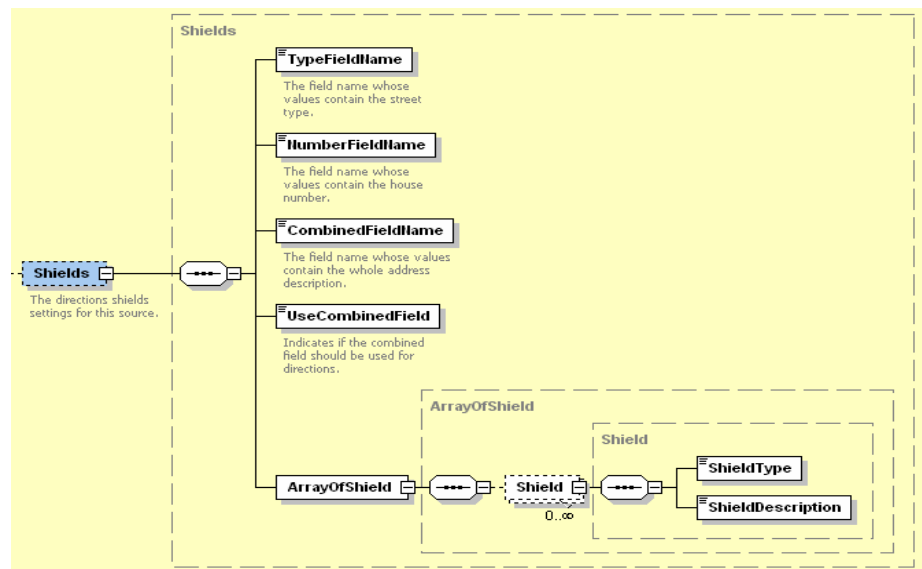 Shields
TypeFieldName
The field name whose
values contain the street
type.
NumberFieldName
The field name whose
values contain the house
number.
CombinedFieldName
The field name whose values
contain the whole address
description.
Shields
The directions shields
settings for this source.
UseCombinedField
Indicates if the combined
field should be used for
directions.
ArrayOfShield
Shield
ArrayOfShield
Shield
0..∞
ShieldType
ShieldDescription